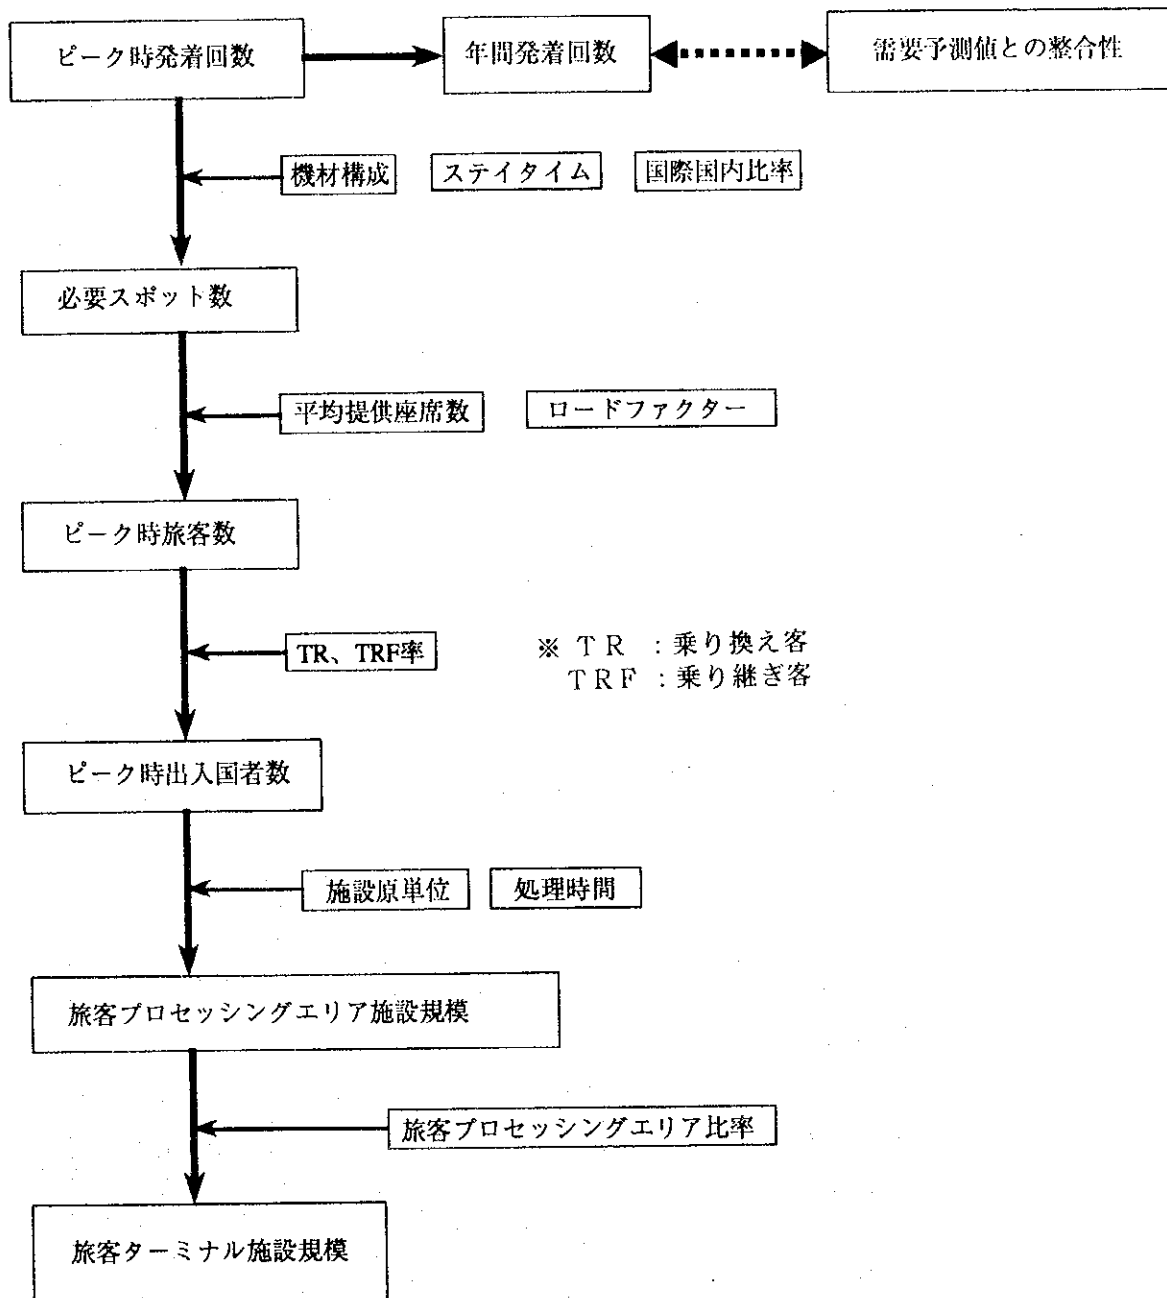 ピーク時発着回数
年間発着回数
需要予測値との整合性
機材構成
ステイタイム
国際国内比率
必要スポット数
平均提供座席数
ロードファクター
ピーク時旅客数
TR、TRF率
※ TR ：乗り換え客
TRF ：乗り継ぎ客
ピーク時出入国者数
施設原単位
処理時間
旅客プロセッシングエリア施設規模
旅客プロセッシングエリア比率
旅客ターミナル施設規模